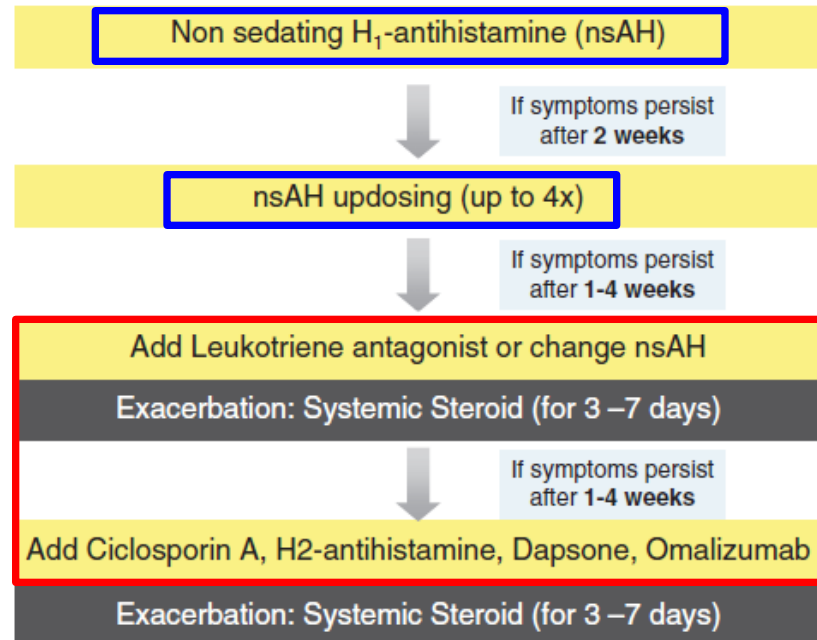 Non sedating H₁-antihistamine (nsAH)
If symptoms persist
after 2 weeks
nsAH updosing (up to 4x)
If symptoms persist
after 1-4 weeks
Add Leukotriene antagonist or change nsAH
Exacerbation: Systemic Steroid (for 3 –7 days)
If symptoms persist
after 1-4 weeks
Add Ciclosporin A, H2-antihistamine, Dapsone, Omalizumab
Exacerbation: Systemic Steroid (for 3 –7 days)